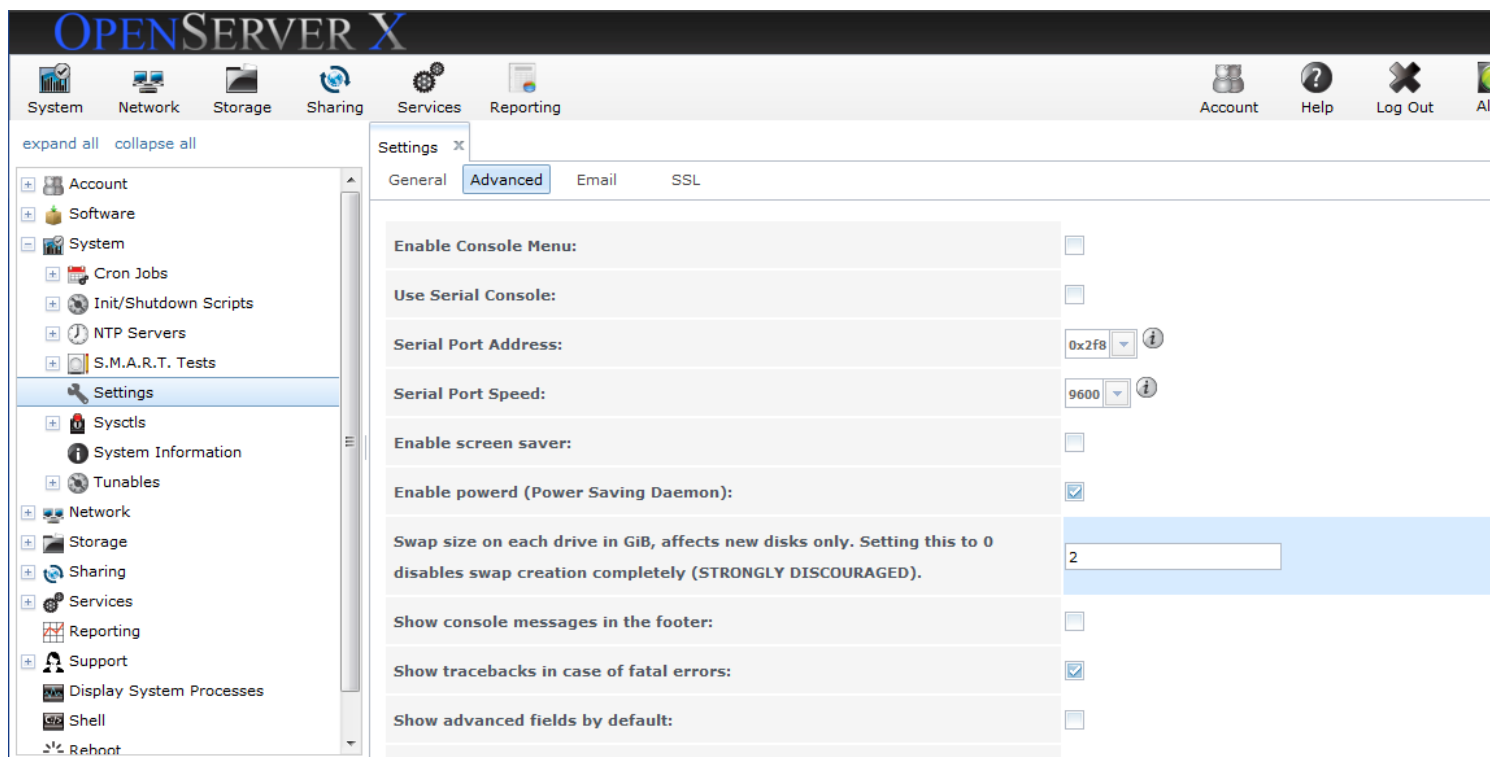 OPENSERVER X
System Network Storage Sharing Services Reporting Account Help Log Out Al
expand all collapse all
Settings X
General Advanced Email SSL
Account
Software
System
Cron Jobs
Init/Shutdown Scripts
NTP Servers
S.M.A.R.T. Tests
Settings
Sysctls
System Information
Tunables
Network
Storage
Sharing
Services
Reporting
Support
Display System Processes
Shell
Reboot
Enable Console Menu:
Use Serial Console:
Serial Port Address: 0x2f8
Serial Port Speed: 9600
Enable screen saver:
Enable powerd (Power Saving Daemon):
Swap size on each drive in GiB, affects new disks only. Setting this to 0
disables swap creation completely (STRONGLY DISCOURAGED).
2
Show console messages in the footer:
Show tracebacks in case of fatal errors:
Show advanced fields by default: